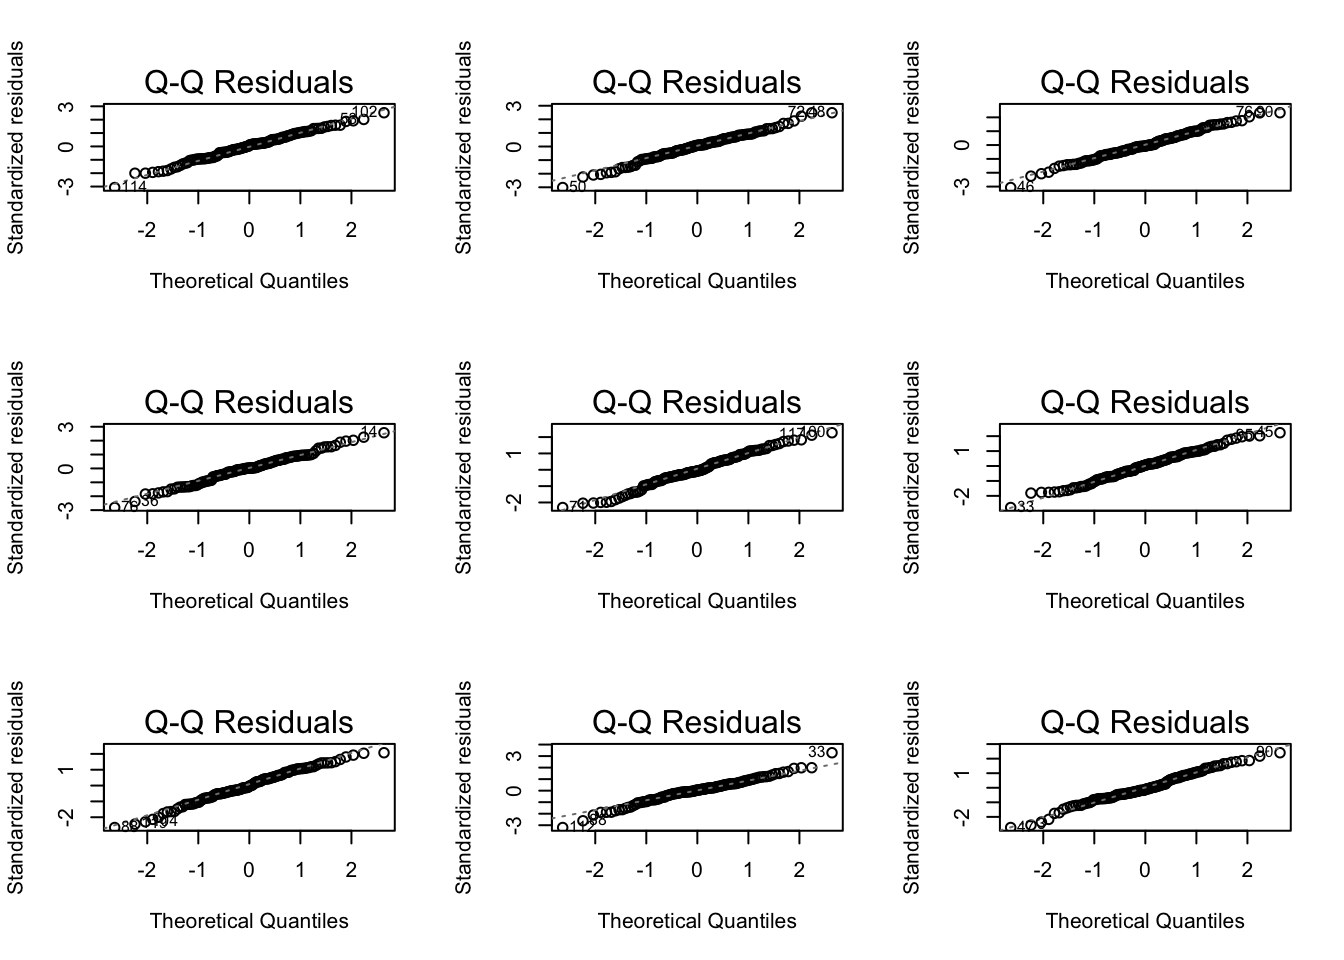 Q-Q Residuals
Standardized residuals
3
0
-3
102
114
-2 -1 0 1 2
Theoretical Quantiles
Q-Q Residuals
Standardized residuals
3
0
-3
50
-2 -1 0 1 2
Theoretical Quantiles
Q-Q Residuals
Standardized residuals
0
-3
46
-2 -1 0 1 2
Theoretical Quantiles
Q-Q Residuals
Standardized residuals
3
0
-3
14
36
-2 -1 0 1 2
Theoretical Quantiles
Q-Q Residuals
Standardized residuals
1
-2
-2 -1 0 1 2
Theoretical Quantiles
Q-Q Residuals
Standardized residuals
1
-2
33
-2 -1 0 1 2
Theoretical Quantiles
Q-Q Residuals
Standardized residuals
1
-2
-2 -1 0 1 2
Theoretical Quantiles
Q-Q Residuals
Standardized residuals
3
0
-3
33
112
-2 -1 0 1 2
Theoretical Quantiles
Q-Q Residuals
Standardized residuals
1
-2
90
-2 -1 0 1 2
Theoretical Quantiles